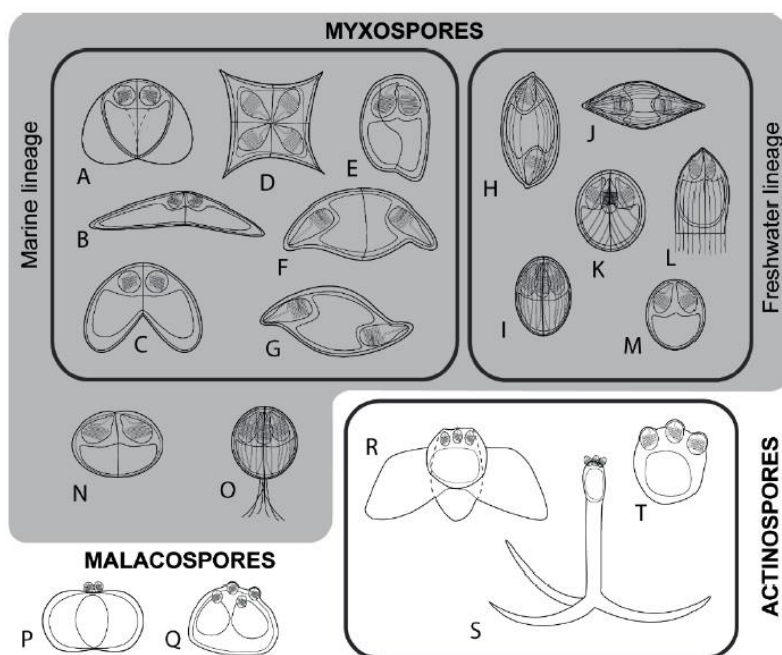 MYXOSPORES
Marine lineage
Freshwater lineage
A
D
E
H
J
B
F
K
L
C
G
I
M
N
O
R
T
S
MALACOSPORES
P
Q
ACTINOSPORES